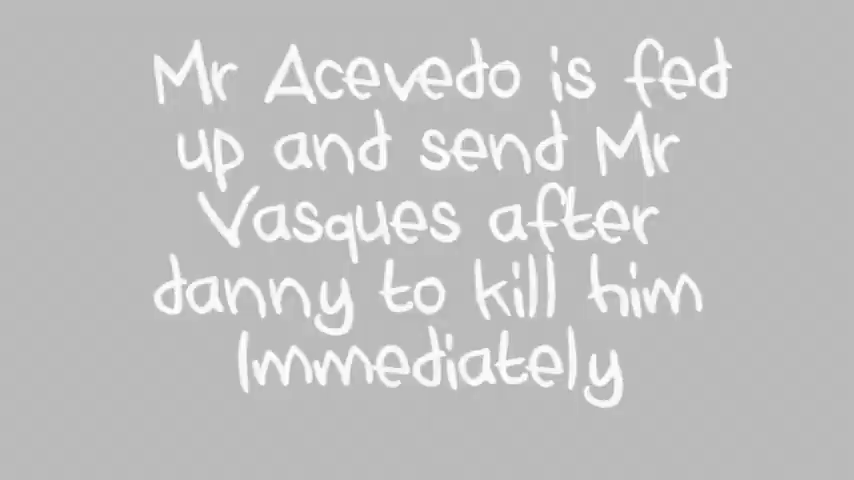 Mr Acevedo is fed
up and send Mr
Vasques after
danny to kill him
Immediately